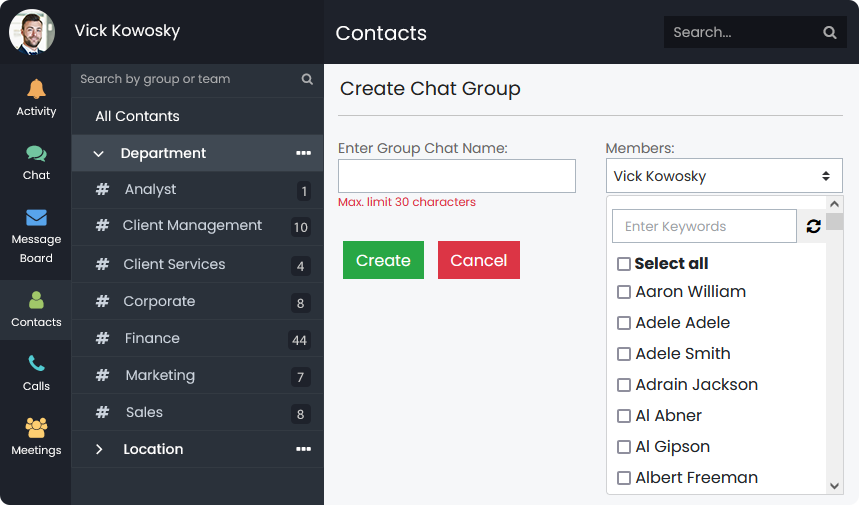 Vick Kowosky
Contacts
Search...
Activity
Chat
Message
Board
Contacts
Calls
Meetings
Search by group or team
All Contants
Department
# Analyst 1
# Client Management 10
# Client Services 4
# Corporate 8
# Finance 44
# Marketing 7
# Sales 8
Location
Create Chat Group
Enter Group Chat Name:
Max. limit 30 characters
Create Cancel
Members:
Vick Kowosky
Enter Keywords
Select all
Aaron William
Adele Adele
Adele Smith
Adrain Jackson
Al Abner
Al Gipson
Albert Freeman